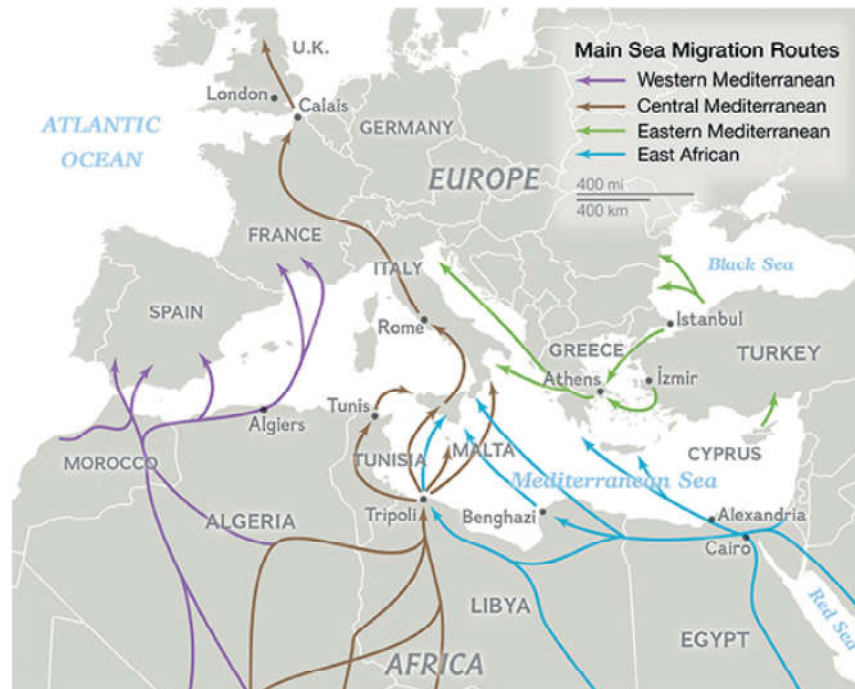 U.K.
London
Calais
ATLANTIC
OCEAN
GERMANY
EUROPE
Main Sea Migration Routes
Western Mediterranean
Central Mediterranean
Eastern Mediterranean
East African
400 mi
400 km
FRANCE
ITALY
Black Sea
SPAIN
Rome
Istanbul
GREECE
TURKEY
Athens
İzmir
Tunis
Algiers
MOROCCO
TUNISIA
MALTA
CYPRUS
Mediterranean Sea
ALGERIA
Tripoli
Benghazi
Alexandria
Cairo
LIBYA
EGYPT
Red Sea
AFRICA